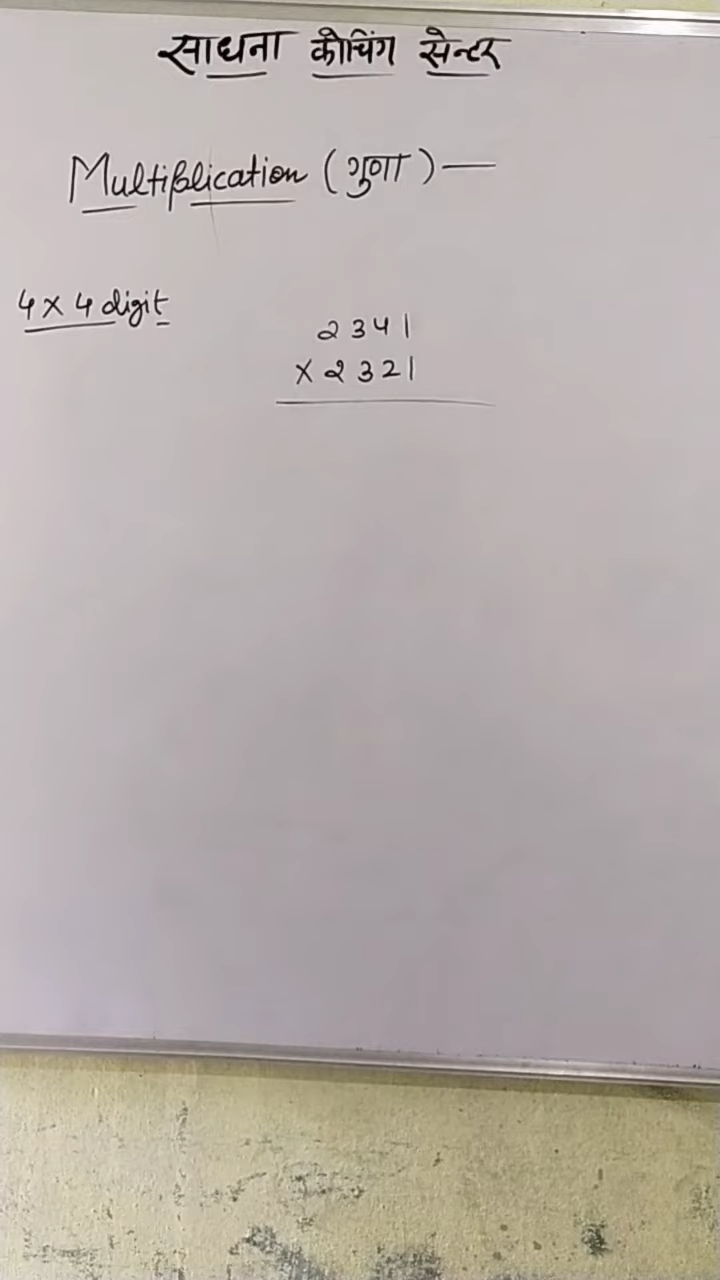 साधना कोचिंग सेन्टर
Multiplication (गुणा) —
4 × 4 digit
2341
× 2321